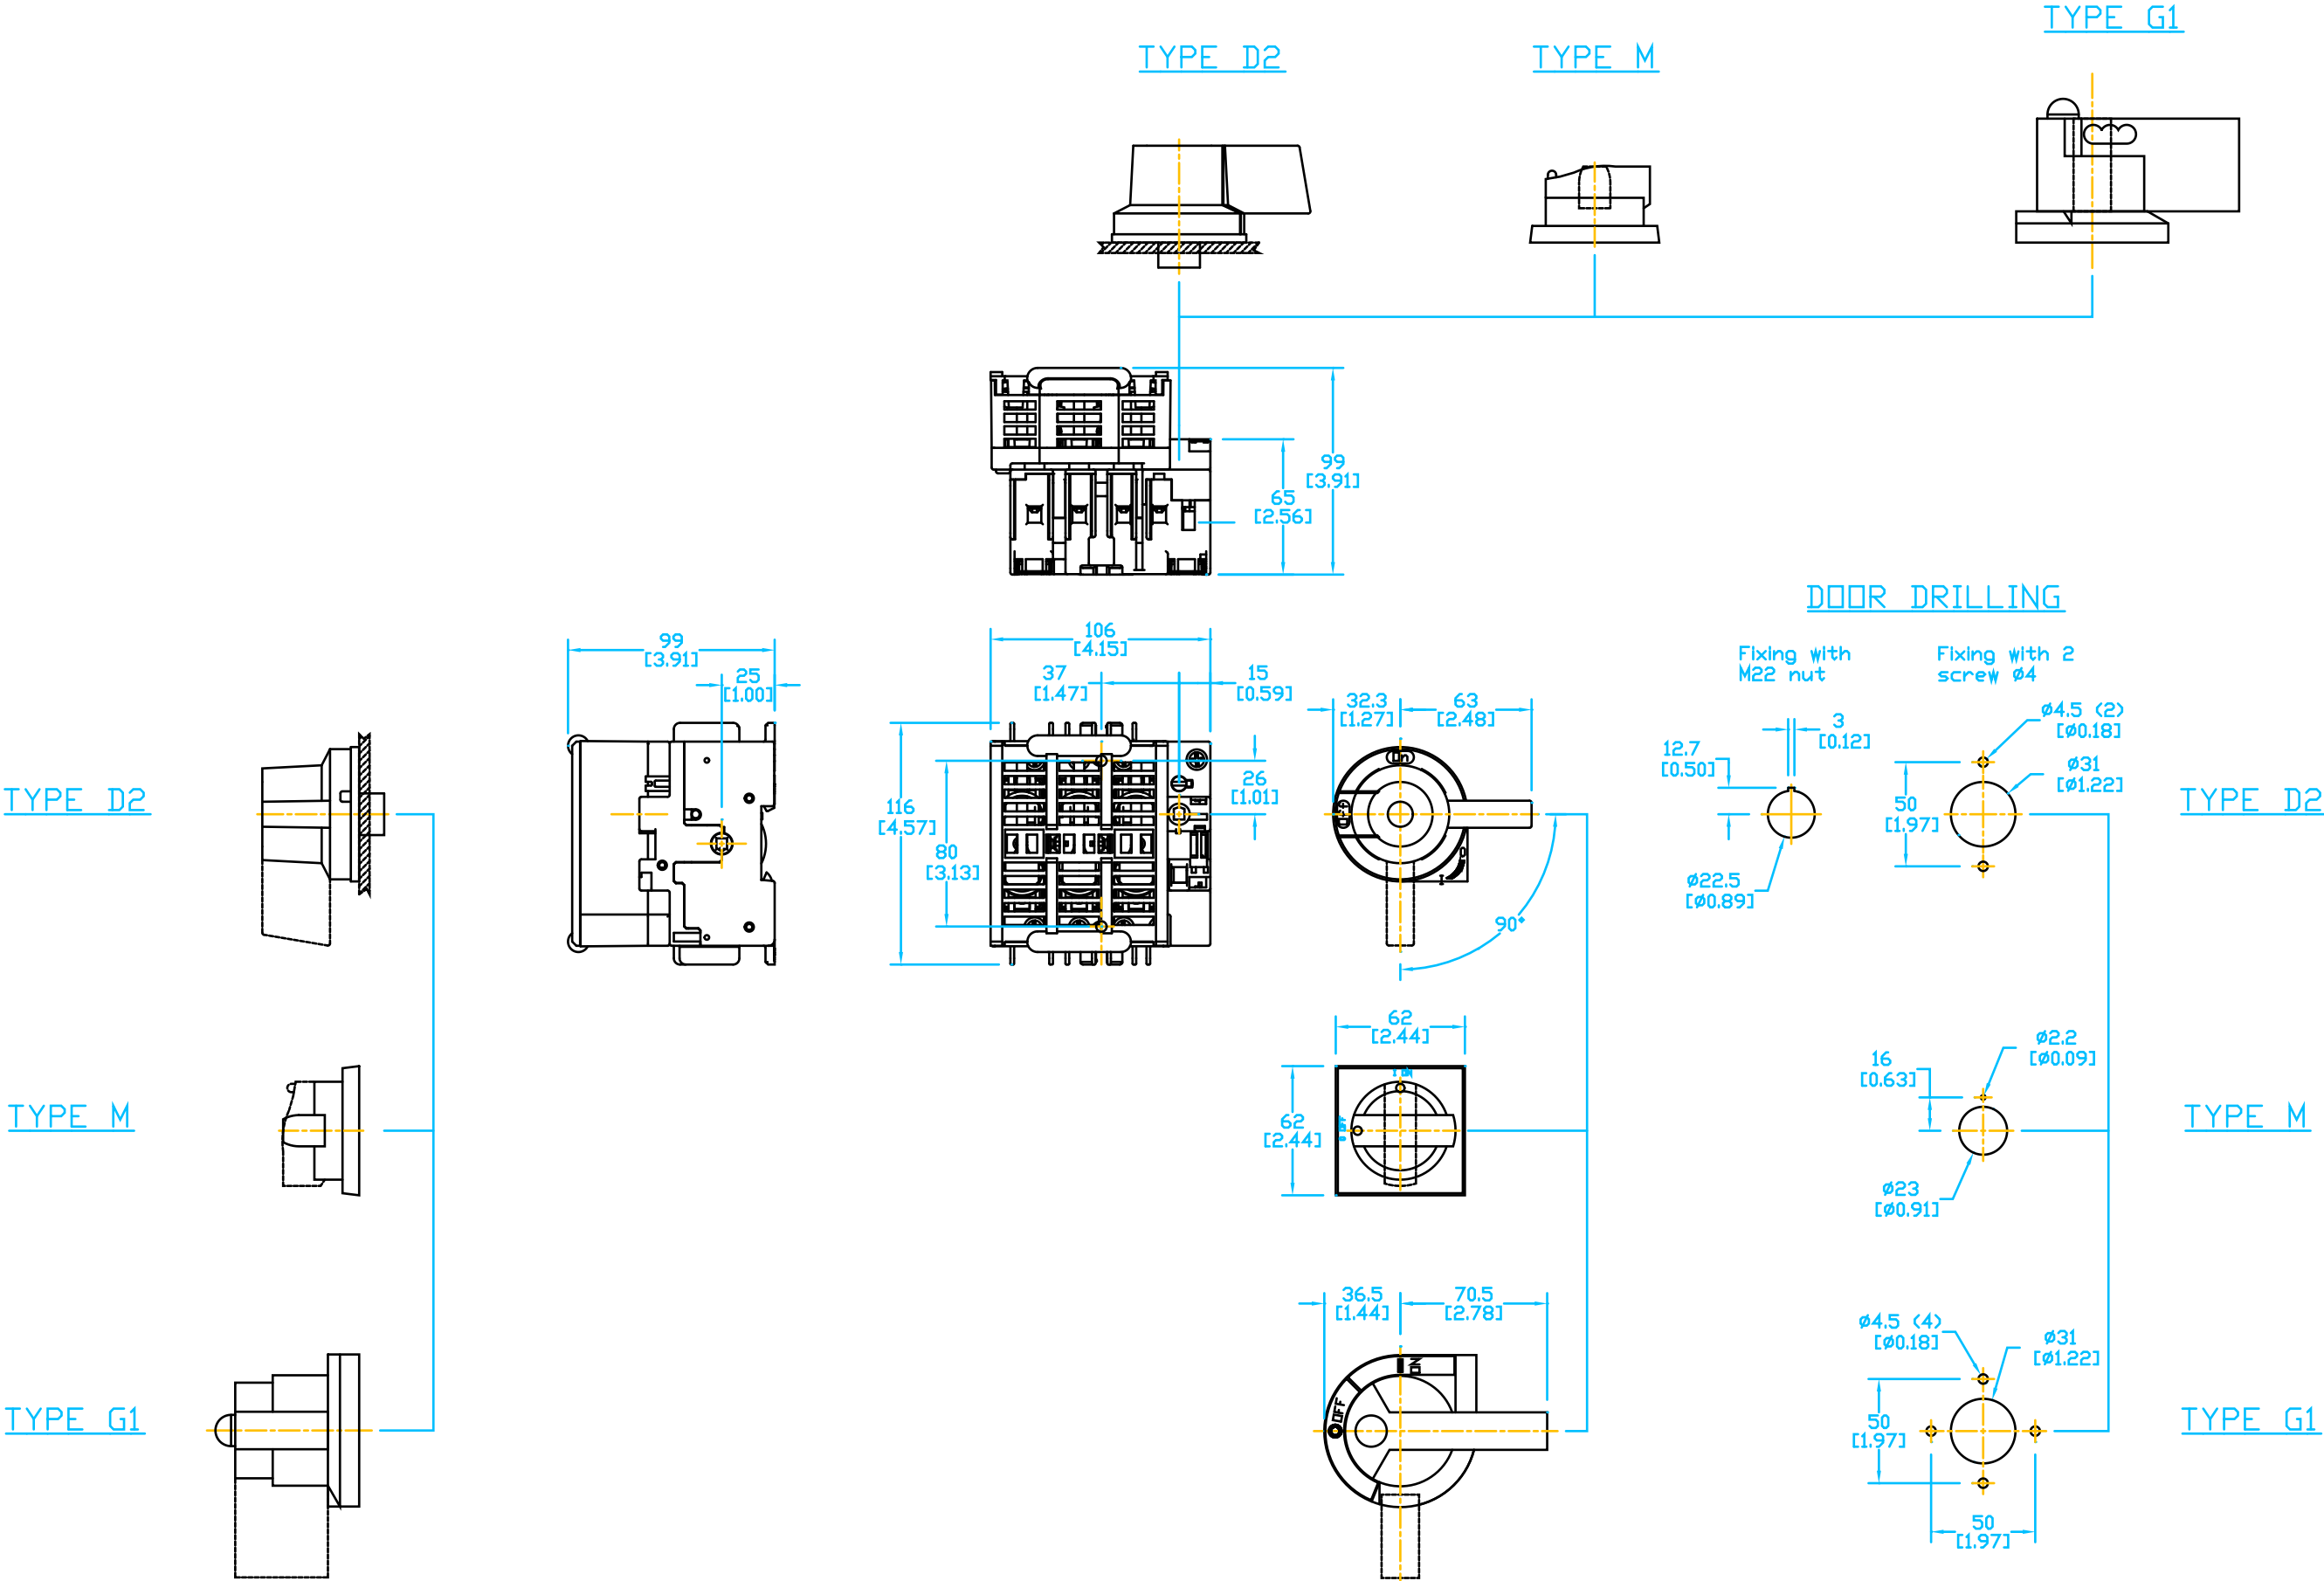 TYPE G1
TYPE D2
TYPE M
99
[3.91]
65
[2.56]
DOOR DRILLING
Fixing with
M22 nut
Fixing with 2
screw ø4
99
[3.91]
25
[1.00]
106
[4.15]
37
[1.47]
15
[0.59]
32.3
[1.27]
63
[2.48]
3
[0.12]
12.7
[0.50]
ø4.5 (2)
[ø0.18]
ø31
[ø1.22]
50
[1.97]
ø22.5
[ø0.89]
TYPE D2
116
[4.57]
80
[3.13]
26
[1.01]
On
OFF
90°
TYPE D2
62
[2.44]
62
[2.44]
I ON
0 OFF
16
[0.63]
ø2.2
[ø0.09]
ø23
[ø0.91]
TYPE M
TYPE M
36.5
[1.44]
70.5
[2.78]
ON
OFF
ø4.5 (4)
[ø0.18]
ø31
[ø1.22]
50
[1.97]
50
[1.97]
TYPE G1
TYPE G1